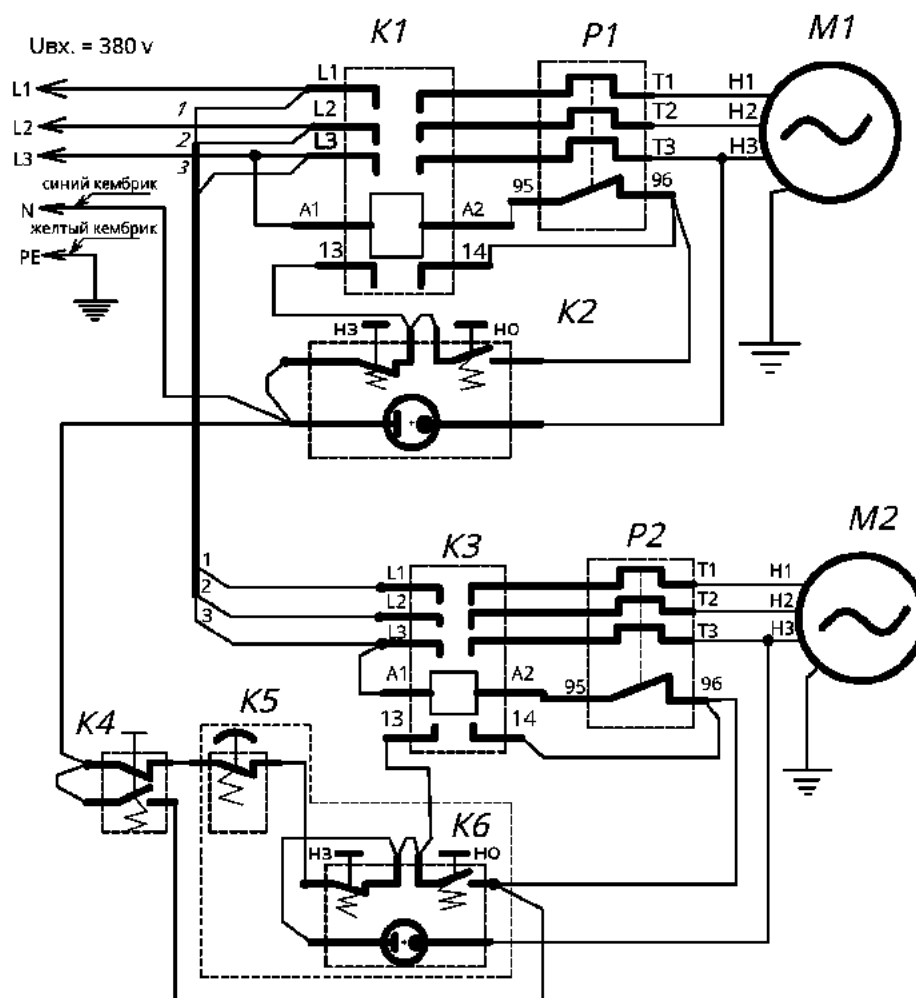 K1
P1
M1
Uвх. = 380 v
L1
L1
T1
H1
1
L2
L2
T2
H2
2
L3
L3
T3
H3
3
синий кембрик
95
96
N
A1
A2
желтый кембрик
PE
13
14
K2
НЗ
НО
M2
K3
P2
1
L1
T1
H1
2
L2
T2
H2
3
L3
T3
H3
A1
A2
95
96
K4
K5
13
14
K6
НЗ
НО